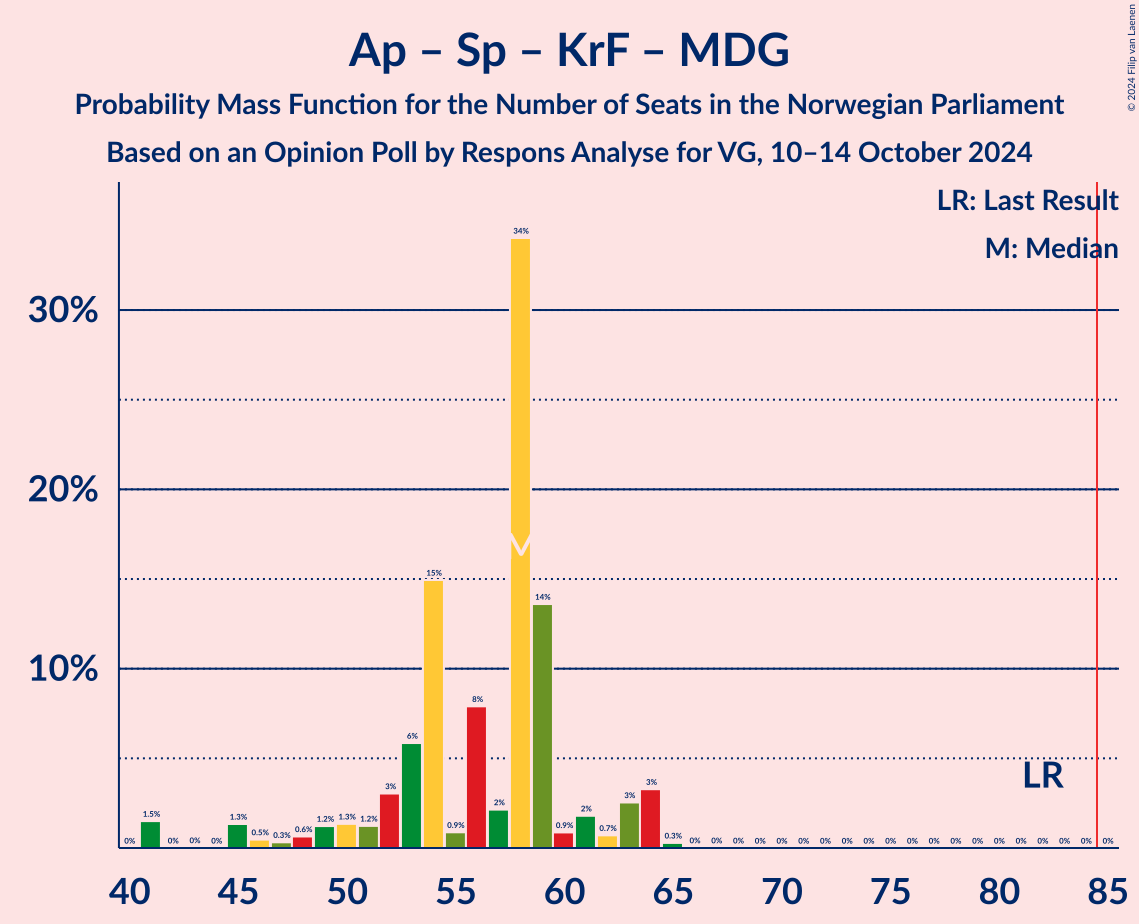 Ap – Sp – KrF – MDG
Probability Mass Function for the Number of Seats in the Norwegian Parliament
Based on an Opinion Poll by Respons Analyse for VG, 10–14 October 2024
© 2024 Filip van Laenen
LR: Last Result
M: Median
30%
20%
10%
0% 1.5% 0% 0% 0% 1.3% 0.5% 0.3% 0.6% 1.2% 1.3% 1.2% 3% 6% 15% 0.9% 8% 2% 34% 14% 0.9% 2% 0.7% 3% 3% 0.3% 0% 0% 0% 0% 0% 0% 0% 0% 0% 0% 0% 0% 0% 0% 0% 0% 0% 0% 0% 0%
M
LR
40 45 50 55 60 65 70 75 80 85